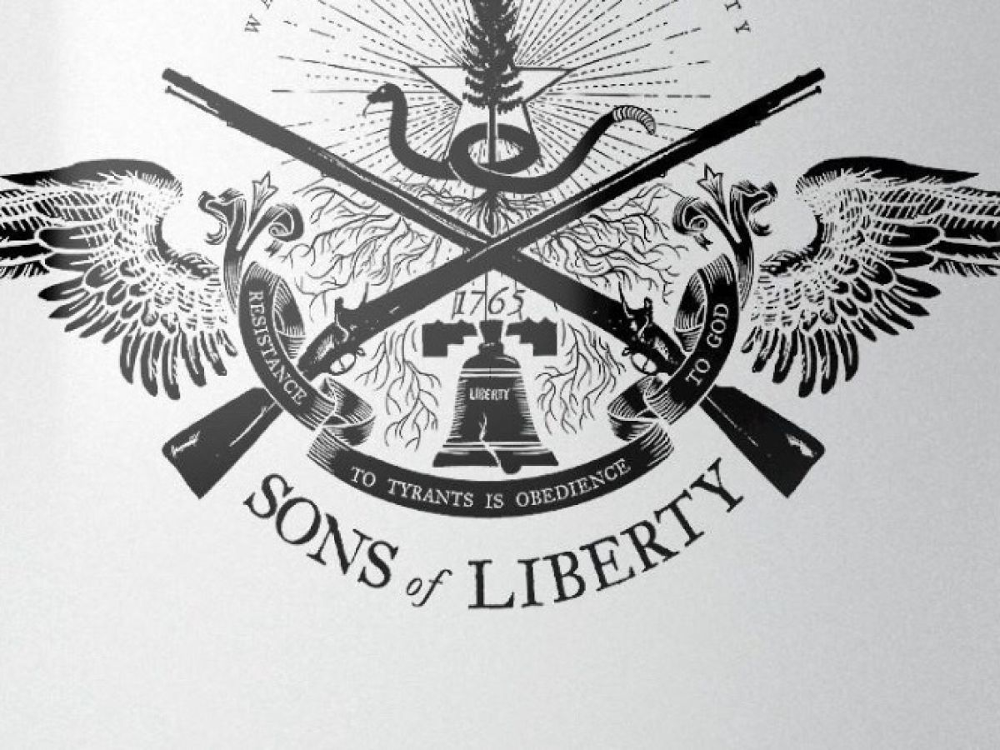 1765
LIBERTY
RESISTANCE
TO TYRANTS IS OBEDIENCE
TO GOD
SONS of LIBERTY